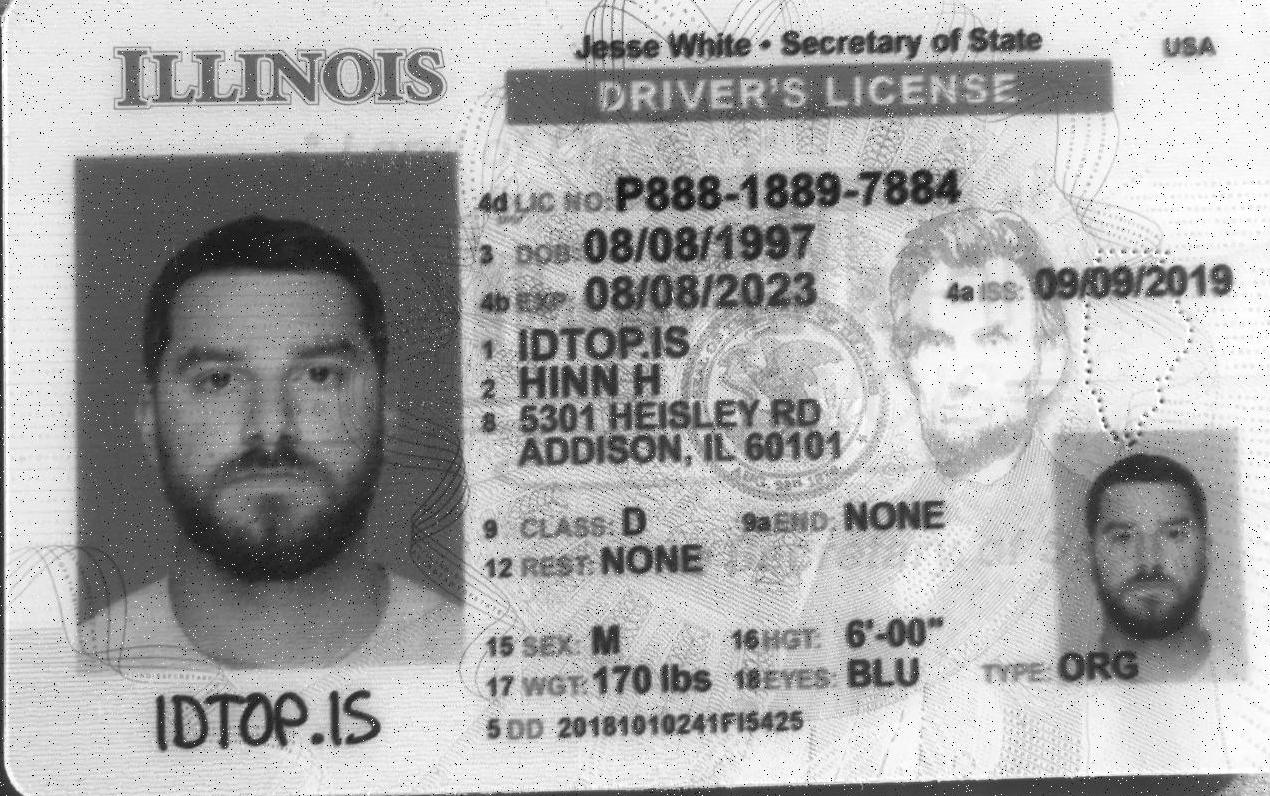 ILLINOIS
Jesse White • Secretary of State
USA
DRIVER'S LICENSE
4d LIC NO: P888-1889-7884
3 DOB: 08/08/1997
4b EXP: 08/08/2023
4a ISS: 09/09/2019
1 IDTOP.IS
2 HINN H
8 5301 HEISLEY RD
ADDISON, IL 60101
9 CLASS: D 9a END: NONE
12 REST: NONE
15 SEX: M 16 HGT: 6'-00"
17 WGT: 170 lbs 18 EYES: BLU TYPE: ORG
5 DD 20181010241FI5425
IDTOP.IS